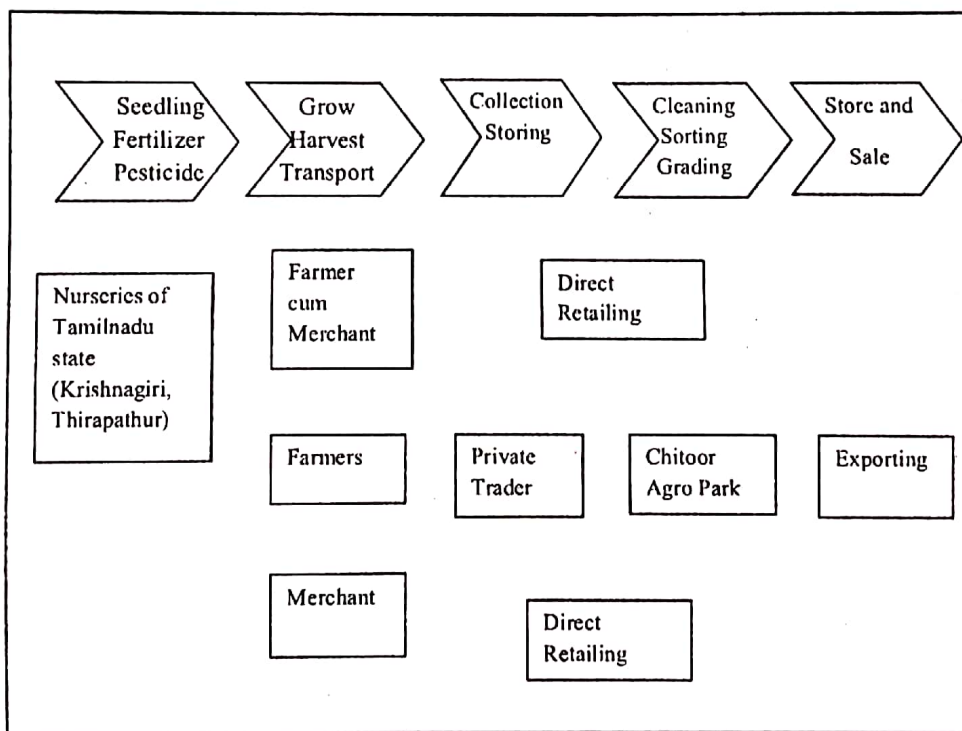 Seedling
Fertilizer
Pesticide
Grow
Harvest
Transport
Collection
Storing
Cleaning
Sorting
Grading
Store and
Sale
Nurseries of
Tamilnadu
state
(Krishnagiri,
Thirapathur)
Farmer
cum
Merchant
Direct
Retailing
Farmers
Private
Trader
Chitoor
Agro Park
Exporting
Merchant
Direct
Retailing